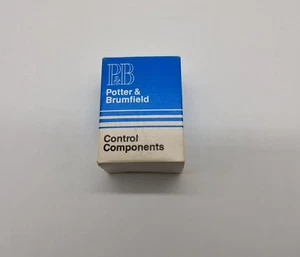 P&B
Potter &
Brumfield
Control
Components